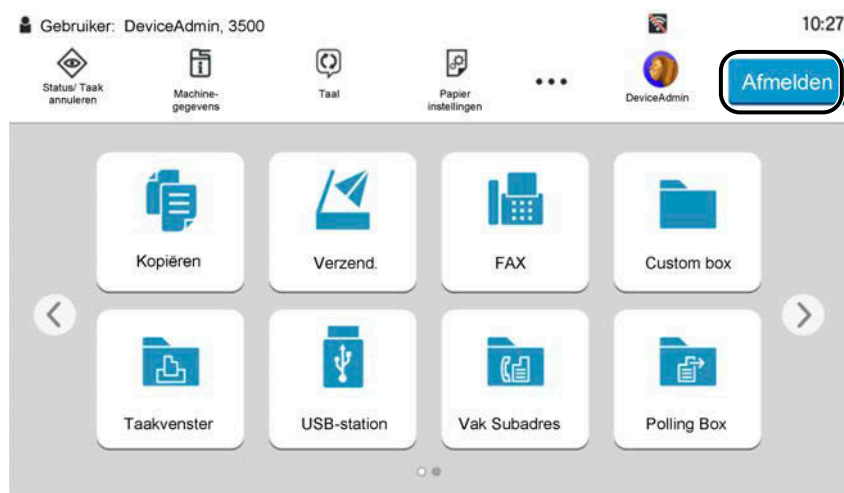 Gebruiker: DeviceAdmin, 3500
10:27
Status/ Taak
annuleren
Machine-
gegevens
Taal
Papier
instellingen
DeviceAdmin
Afmelden
Kopiëren
Verzend.
FAX
Custom box
Taakvenster
USB-station
Vak Subadres
Polling Box